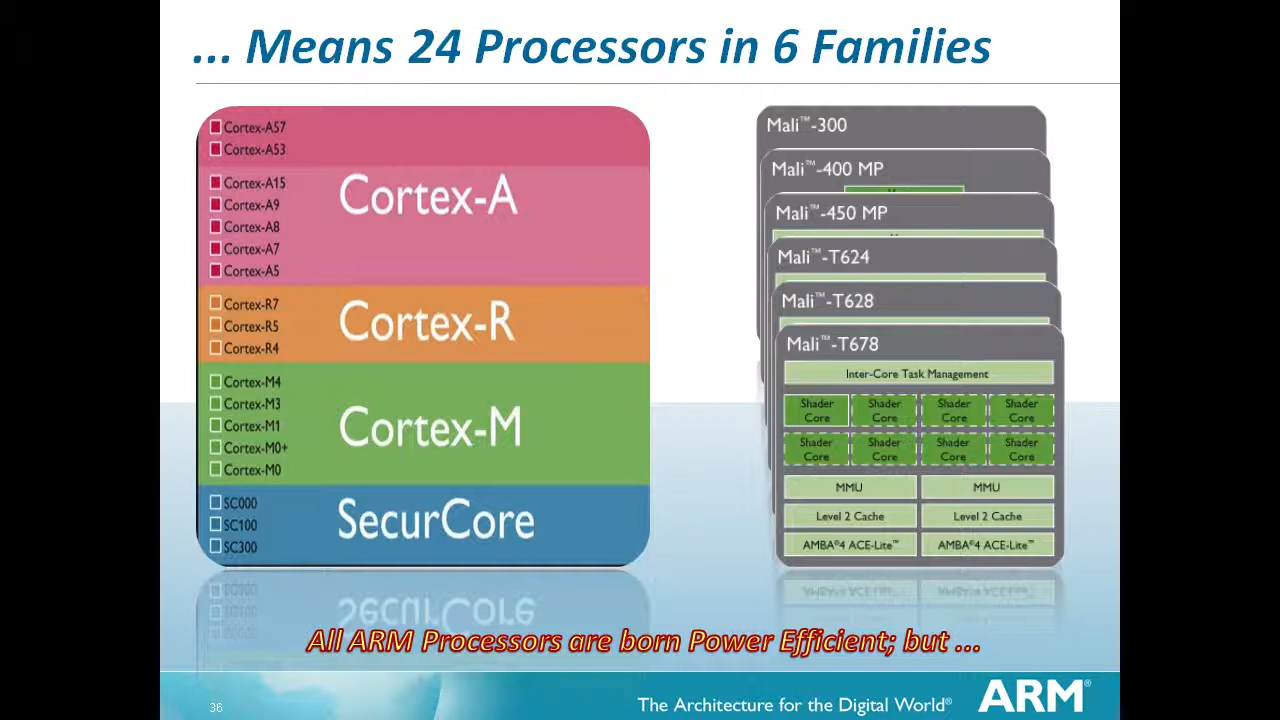 ... Means 24 Processors in 6 Families
Cortex-A57
Cortex-A53
Cortex-A15
Cortex-A9
Cortex-A8
Cortex-A7
Cortex-A5
Cortex-A
Cortex-R7
Cortex-R5
Cortex-R4
Cortex-R
Cortex-M4
Cortex-M3
Cortex-M1
Cortex-M0+
Cortex-M0
Cortex-M
SC000
SC100
SC300
SecurCore
Mali™-300
Mali™-400 MP
Mali™-450 MP
Mali™-T624
Mali™-T628
Mali™-T678
Inter-Core Task Management
Shader Shader Shader Shader
Core Core Core Core
Shader Shader Shader Shader
Core Core Core Core
MMU MMU
Level 2 Cache Level 2 Cache
AMBA®4 ACE-Lite™ AMBA®4 ACE-Lite™
All ARM Processors are born Power Efficient; but ...
36
The Architecture for the Digital World®
ARM®